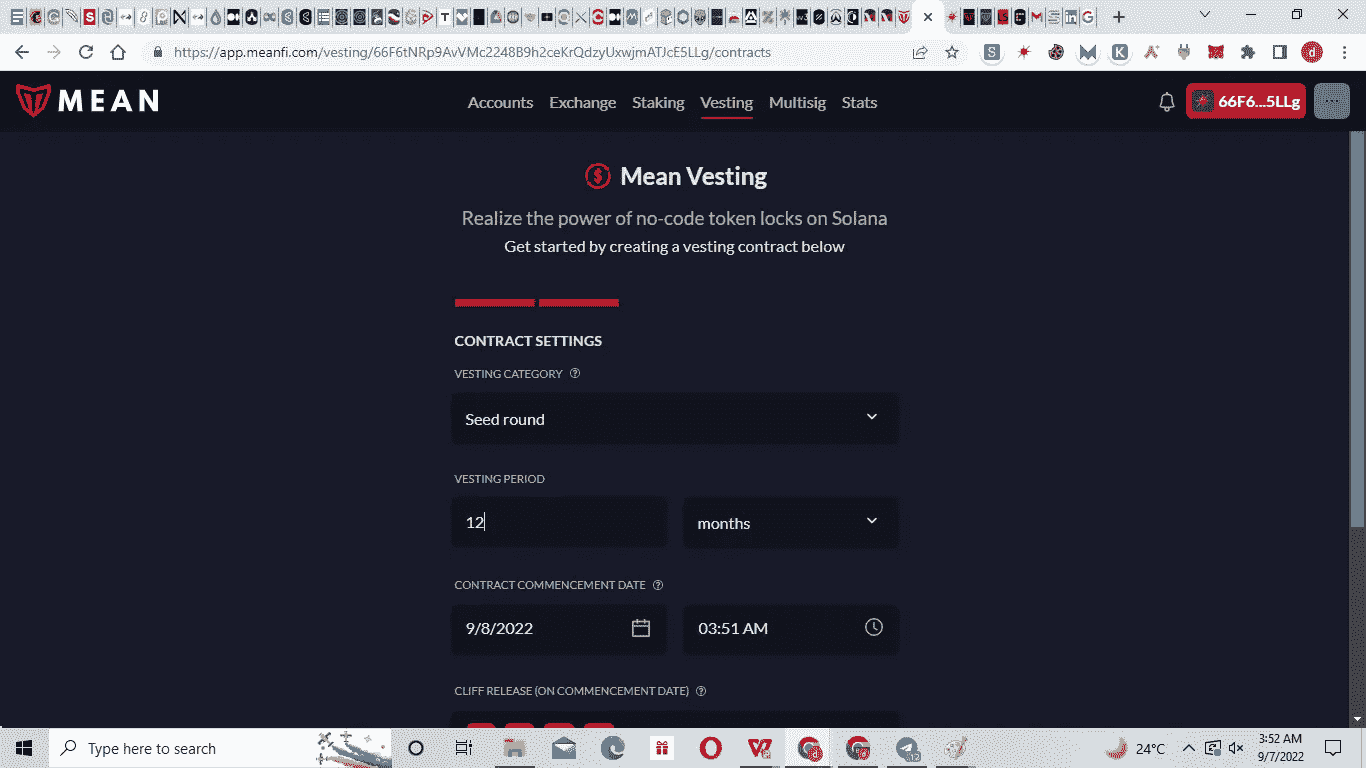 https://app.meanfi.com/vesting/66F6tNRp9AvVMc2248B9h2ceKrQdzyUxwjmATJcE5LLg/contracts
MEAN
Accounts Exchange Staking Vesting Multisig Stats
66F6...5LLg
Mean Vesting
Realize the power of no-code token locks on Solana
Get started by creating a vesting contract below
CONTRACT SETTINGS
VESTING CATEGORY
Seed round
VESTING PERIOD
12 months
CONTRACT COMMENCEMENT DATE
9/8/2022 03:51 AM
CLIFF RELEASE (ON COMMENCEMENT DATE)
Type here to search
24°C
3:52 AM
9/7/2022